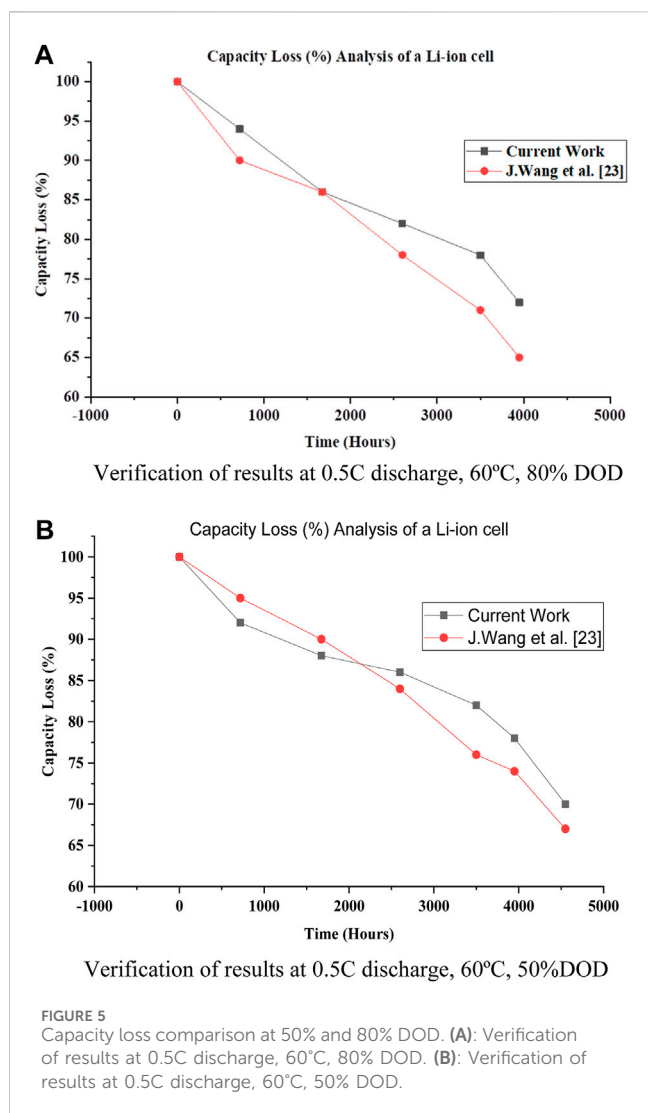 A
Capacity Loss (%) Analysis of a Li-ion cell
100
95
90
85
80
75
70
65
60
Capacity Loss (%)
Current Work
J.Wang et al. [23]
-1000 0 1000 2000 3000 4000 5000
Time (Hours)
Verification of results at 0.5C discharge, 60ºC, 80% DOD
B
Capacity Loss (%) Analysis of a Li-ion cell
100
95
90
85
80
75
70
65
60
Capacity Loss (%)
Current Work
J.Wang et al. [23]
-1000 0 1000 2000 3000 4000 5000
Time (Hours)
Verification of results at 0.5C discharge, 60ºC, 50%DOD
FIGURE 5
Capacity loss comparison at 50% and 80% DOD. (A): Verification
of results at 0.5C discharge, 60°C, 80% DOD. (B): Verification of
results at 0.5C discharge, 60°C, 50% DOD.